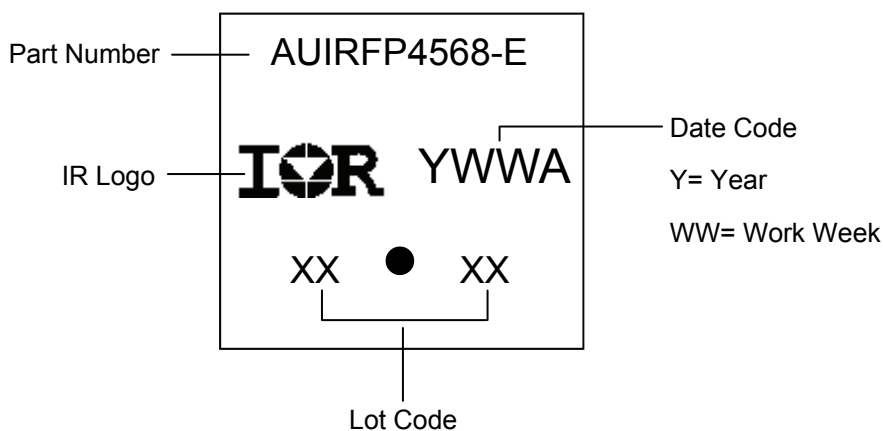 Part Number
AUIRFP4568-E
IR Logo
IOR
YWWA
Date Code
Y= Year
WW= Work Week
XX
XX
Lot Code